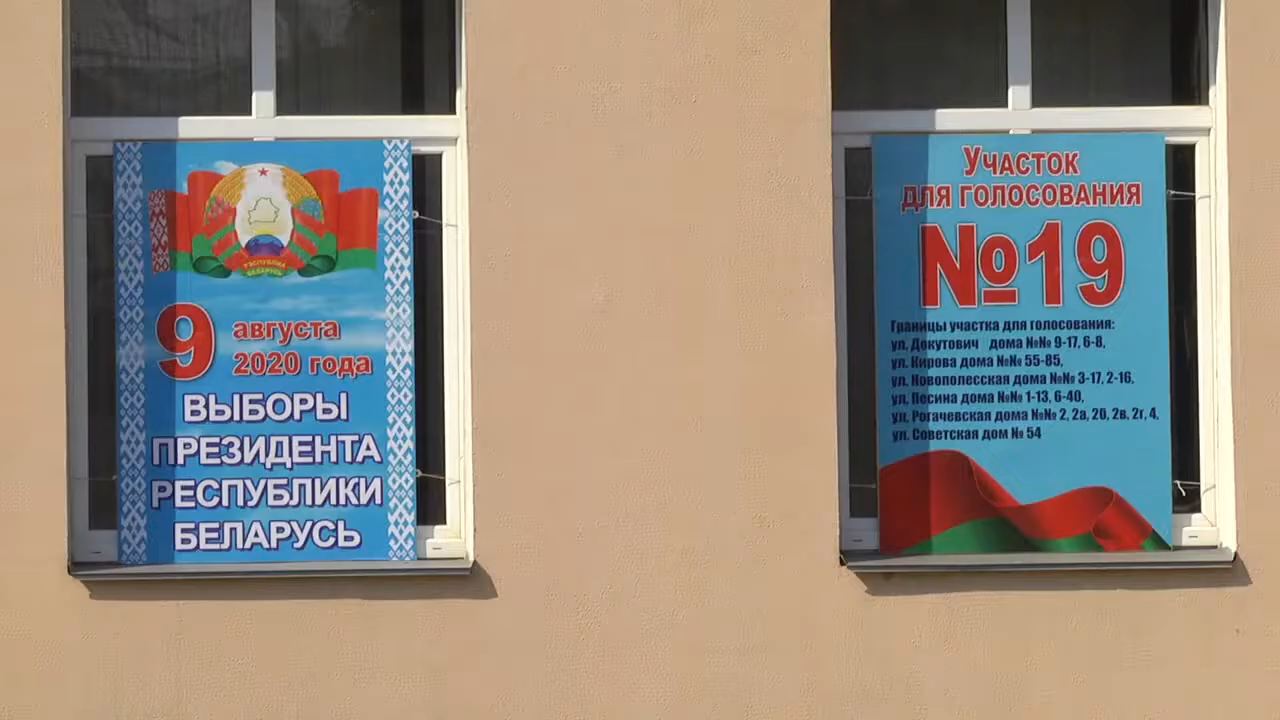 РЭСПУБЛІКА
БЕЛАРУСЬ
9 августа
2020 года
ВЫБОРЫ
ПРЕЗИДЕНТА
РЕСПУБЛИКИ
БЕЛАРУСЬ
УЧАСТОК
ДЛЯ ГОЛОСОВАНИЯ
№19
Границы участка для голосования:
ул. Докутович дома №№ 9-17, 6-8,
ул. Кирова дома №№ 55-85,
ул. Новополесская дома №№ 3-17, 2-16,
ул. Песина дома №№ 1-13, 6-40,
ул. Рогачевская дома №№ 2, 2а, 2б, 2в, 2г, 4,
ул. Советская дом № 54